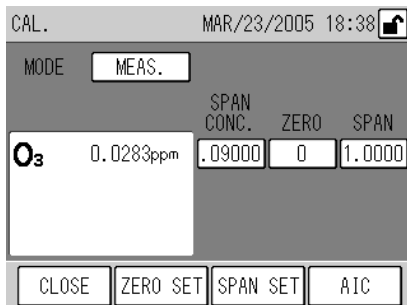 CAL. MAR/23/2005 18:38
MODE MEAS.
SPAN
CONC. ZERO SPAN
O₃ 0.0283ppm .09000 0 1.0000
CLOSE ZERO SET SPAN SET AIC